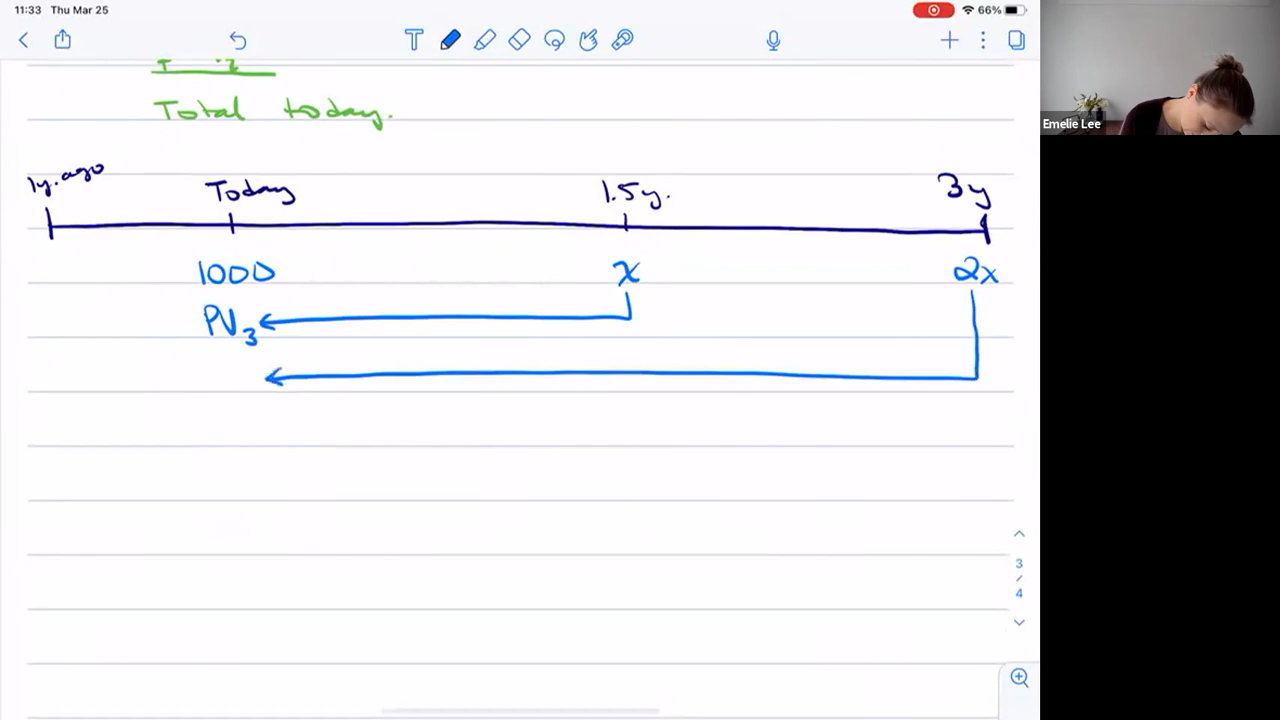 11:33 Thu Mar 25
66%
Emelie Lee
Total today.
1y. ago Today 1.5y. 3y
1000 x 2x
PV3
3
/
4